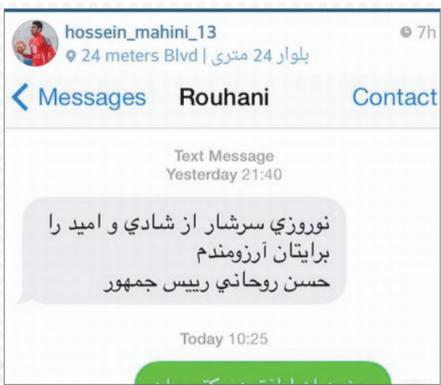 hossein_mahini_13
7h
24 meters Blvd | بلوار 24 متری
Messages
Rouhani
Contact
Text Message
Yesterday 21:40
نوروزي سرشار از شادي و اميد را
برايتان آرزومندم
حسن روحاني رييس جمهور
Today 10:25